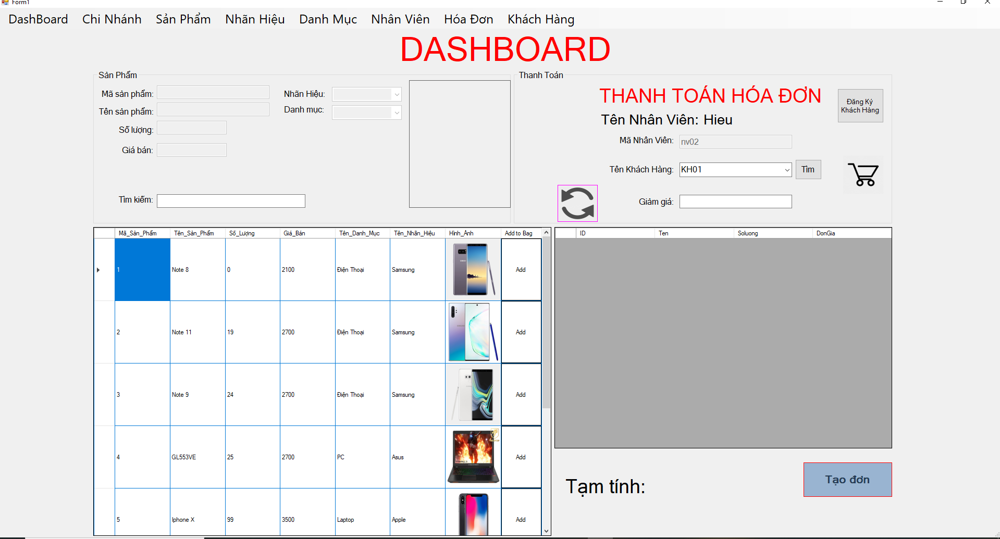 Form1
DashBoard Chi Nhánh Sản Phẩm Nhãn Hiệu Danh Mục Nhân Viên Hóa Đơn Khách Hàng
DASHBOARD
Sản Phẩm
Mã sản phẩm:
Nhãn Hiệu:
Tên sản phẩm:
Danh mục:
Số lượng:
Giá bán:
Tìm kiếm:
Thanh Toán
THANH TOÁN HÓA ĐƠN
Đăng Ký
Khách Hàng
Tên Nhân Viên: Hieu
Mã Nhân Viên: nv02
Tên Khách Hàng: KH01 Tìm
Giảm giá:
Mã_Sản_Phẩm Tên_Sản_Phẩm Số_Lượng Giá_Bán Tên_Danh_Mục Tên_Nhãn_Hiệu Hình_Ảnh Add to Bag
1 Note 8 0 2100 Điện Thoại Samsung Add
2 Note 11 19 2700 Điện Thoại Samsung Add
3 Note 9 24 2700 Điện Thoại Samsung Add
4 GL553VE 25 2700 PC Asus Add
5 Iphone X 99 3500 Laptop Apple Add
ID Ten Soluong DonGia
Tạm tính:
Tạo đơn